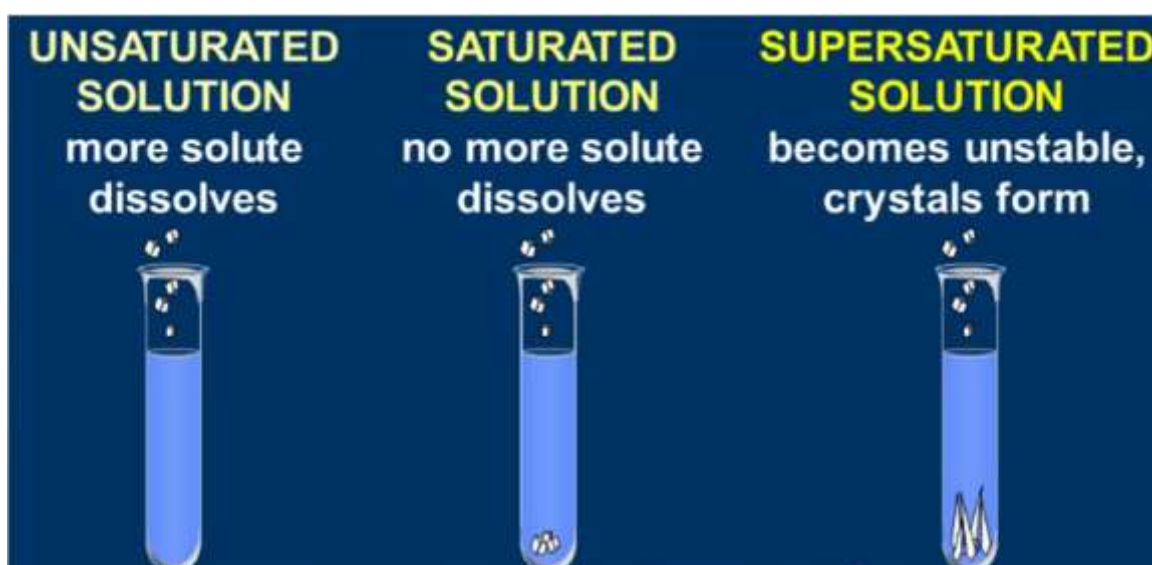 UNSATURATED
SOLUTION
more solute
dissolves
SATURATED
SOLUTION
no more solute
dissolves
SUPERSATURATED
SOLUTION
becomes unstable,
crystals form